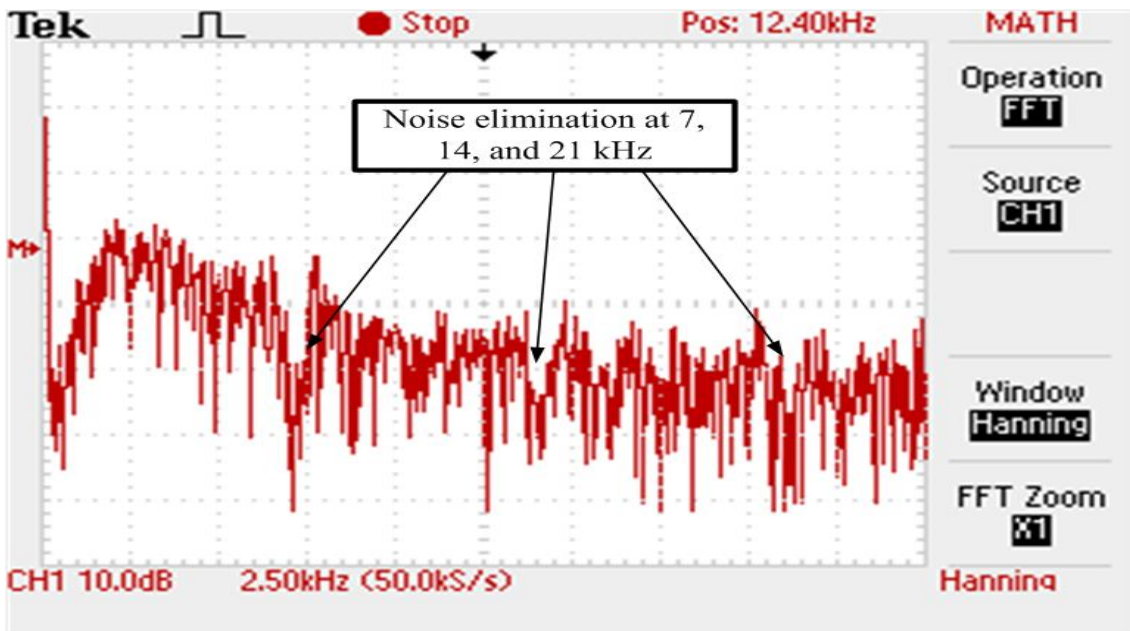 Tek Stop Pos: 12.40kHz MATH
Noise elimination at 7,
14, and 21 kHz
M
Operation
FFT
Source
CH1
Window
Hanning
FFT Zoom
X1
CH1 10.0dB 2.50kHz (50.0kS/s) Hanning